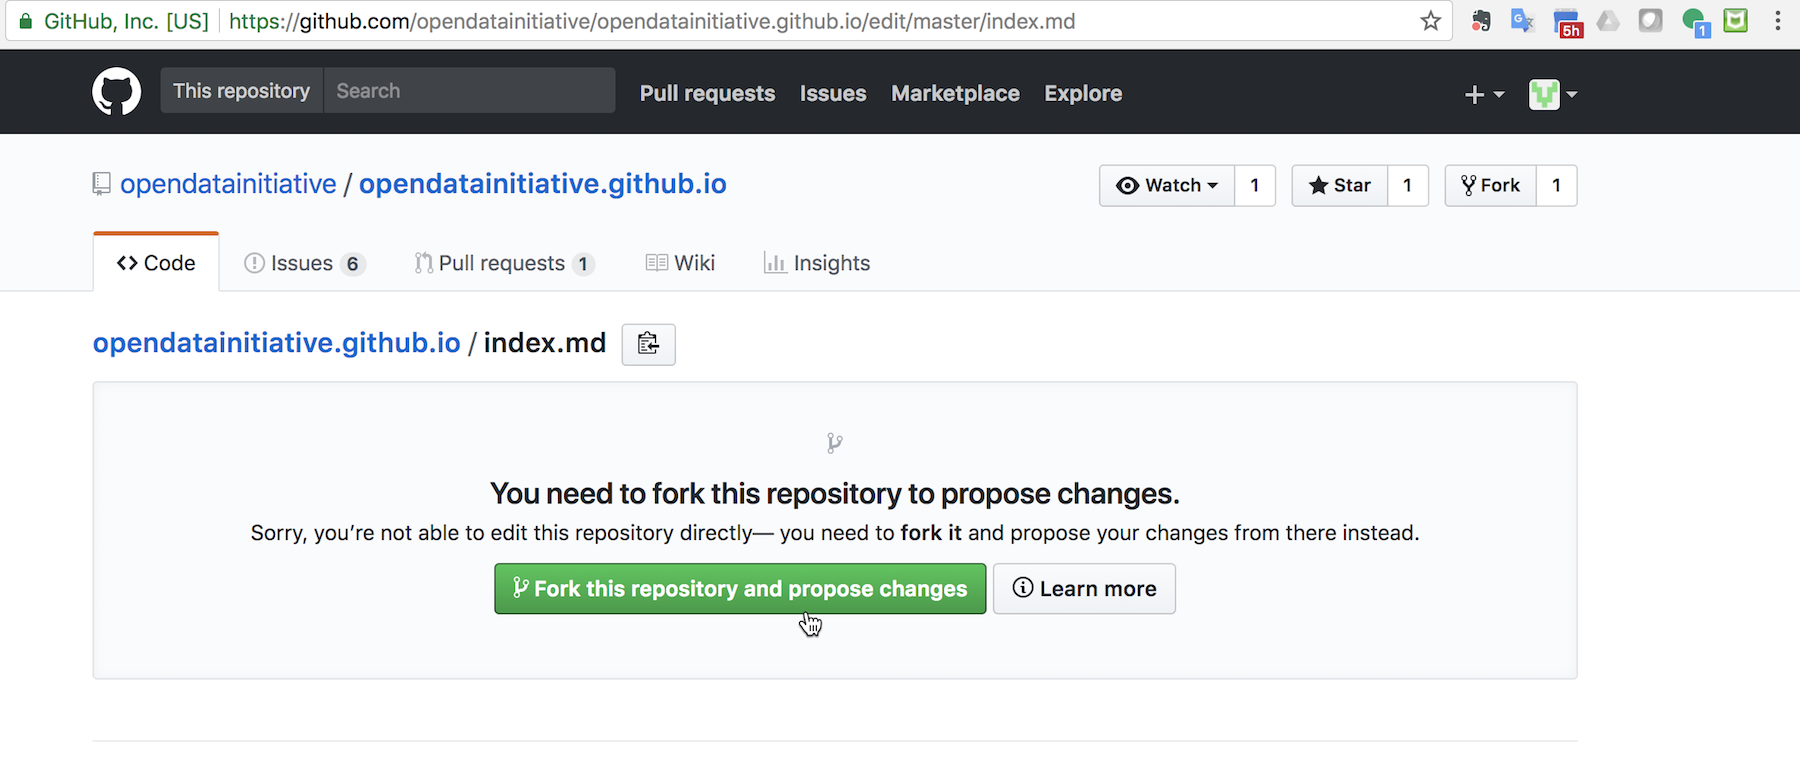 GitHub, Inc. [US] https://github.com/opendatainitiative/opendatainitiative.github.io/edit/master/index.md
5h
1
This repository Search Pull requests Issues Marketplace Explore
opendatainitiative / opendatainitiative.github.io
Watch 1 Star 1 Fork 1
Code Issues 6 Pull requests 1 Wiki Insights
opendatainitiative.github.io / index.md
You need to fork this repository to propose changes.
Sorry, you’re not able to edit this repository directly— you need to fork it and propose your changes from there instead.
Fork this repository and propose changes Learn more